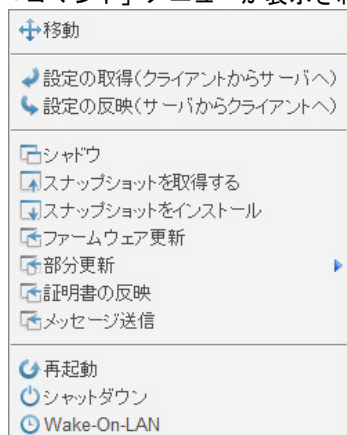 移動
設定の取得(クライアントからサーバへ)
設定の反映(サーバからクライアントへ)
シャドウ
スナップショットを取得する
スナップショットをインストール
ファームウェア更新
部分更新
証明書の反映
メッセージ送信
再起動
シャットダウン
Wake-On-LAN